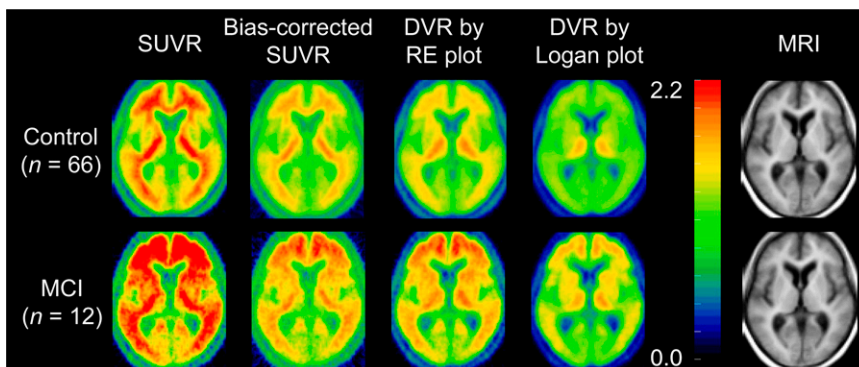 SUVR
Bias-corrected
SUVR
DVR by
RE plot
DVR by
Logan plot
MRI
2.2
Control
(n = 66)
MCI
(n = 12)
0.0